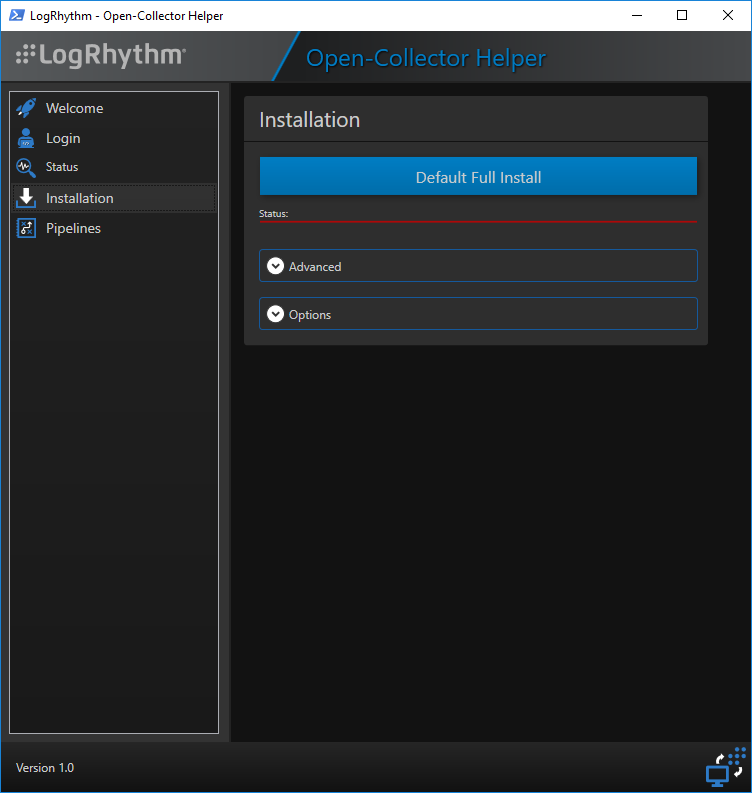 LogRhythm - Open-Collector Helper
LogRhythm
Open-Collector Helper
Welcome
Login
Status
Installation
Pipelines
Installation
Default Full Install
Status:
Advanced
Options
Version 1.0